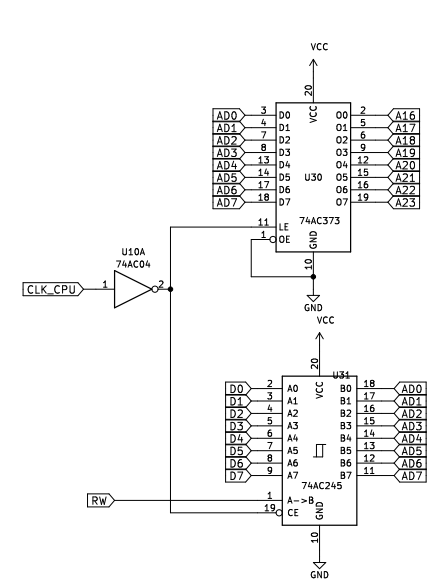 VCC
20
VCC
AD0 3 D0 O0 2 A16
AD1 4 D1 O1 5 A17
AD2 7 D2 O2 6 A18
AD3 8 D3 O3 9 A19
AD4 13 D4 O4 12 A20
AD5 14 D5 U30 O5 15 A21
AD6 17 D6 O6 16 A22
AD7 18 D7 O7 19 A23
74AC373
11 LE
1 OE
GND
10
U10A
74AC04
CLK_CPU 1 2
GND
VCC
20
U31
VCC
D0 2 A0 B0 18 AD0
D1 3 A1 B1 17 AD1
D2 4 A2 B2 16 AD2
D3 5 A3 B3 15 AD3
D4 6 A4 B4 14 AD4
D5 7 A5 B5 13 AD5
D6 8 A6 B6 12 AD6
D7 9 A7 B7 11 AD7
74AC245
RW 1 A->B
19 CE
GND
10
GND